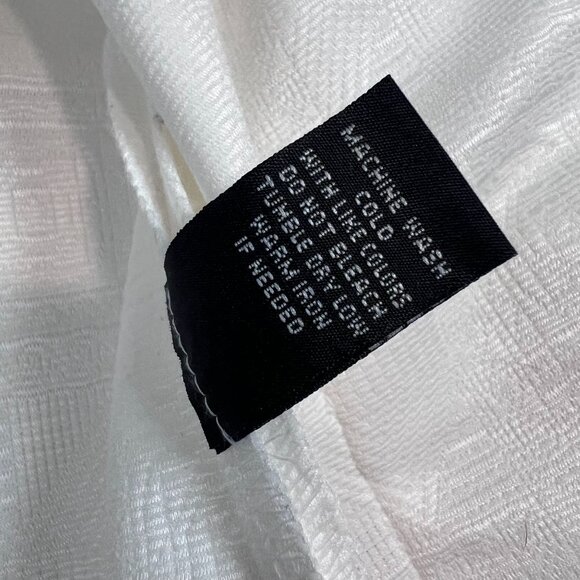 MACHINE WASH
COLD
WITH LIKE COLORS
DO NOT BLEACH
TUMBLE DRY LOW
WARM IRON
IF NEEDED